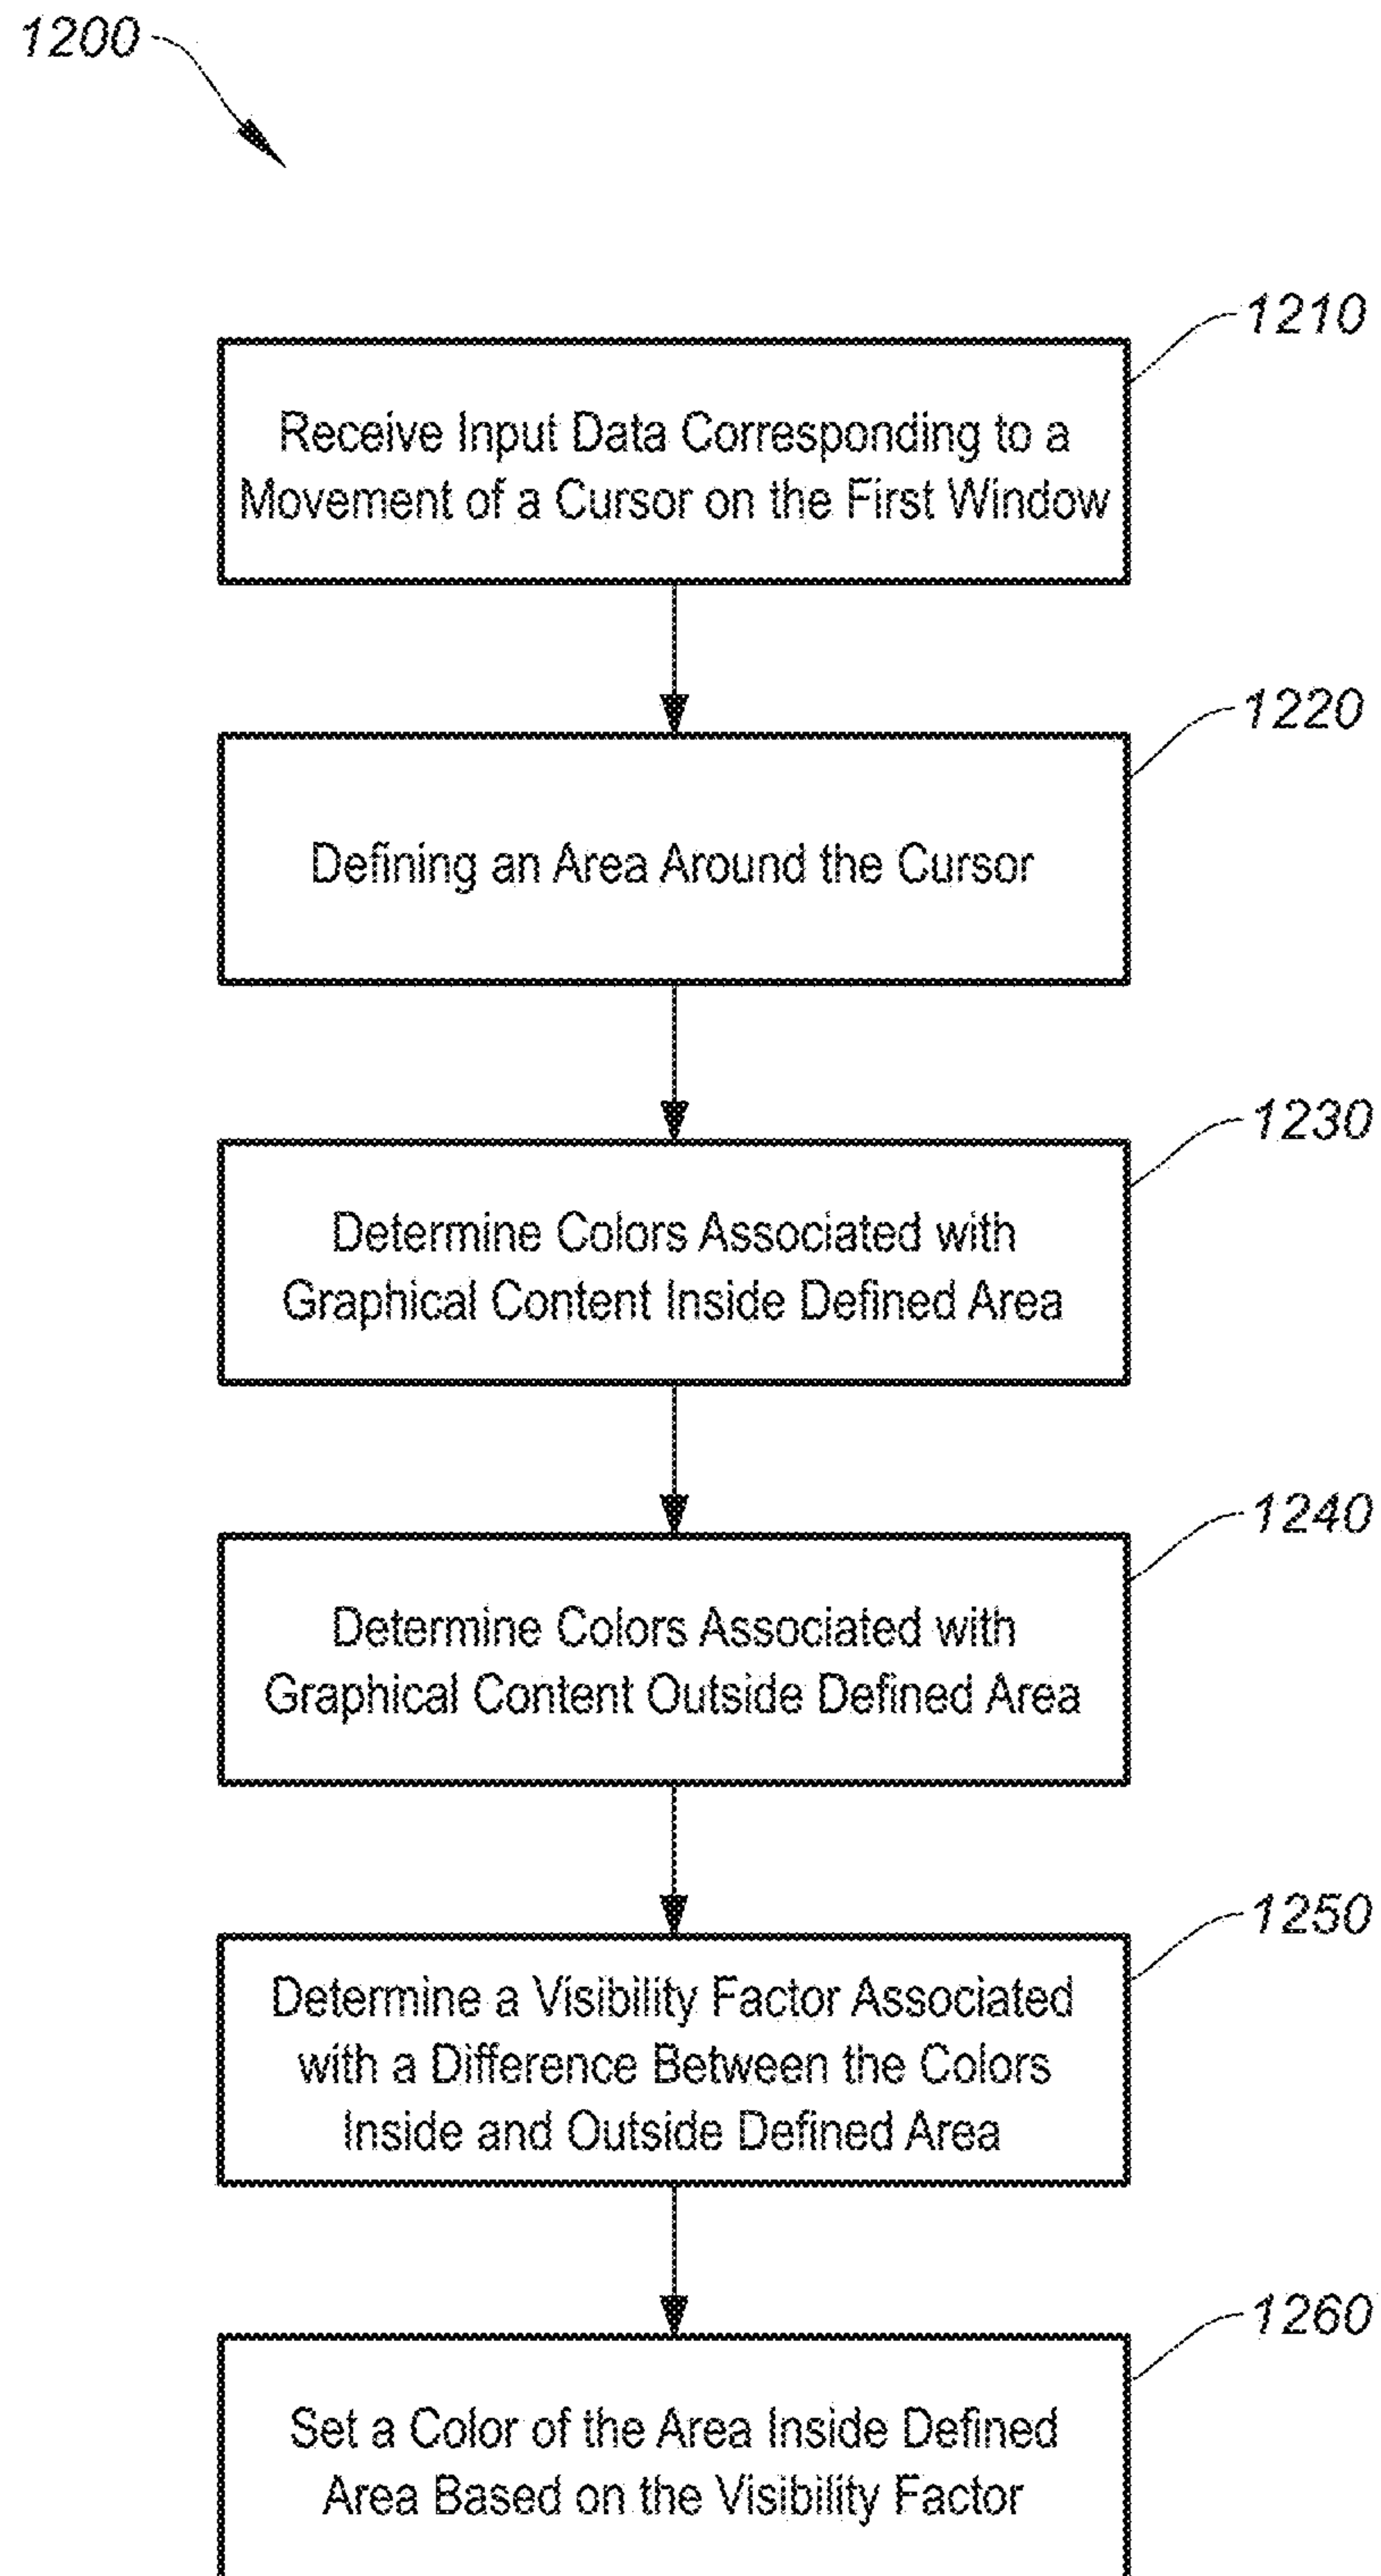 1200
1210
Receive Input Data Corresponding to a
Movement of a Cursor on the First Window
1220
Defining an Area Around the Cursor
1230
Determine Colors Associated with
Graphical Content Inside Defined Area
1240
Determine Colors Associated with
Graphical Content Outside Defined Area
1250
Determine a Visibility Factor Associated
with a Difference Between the Colors
Inside and Outside Defined Area
1260
Set a Color of the Area Inside Defined
Area Based on the Visibility Factor